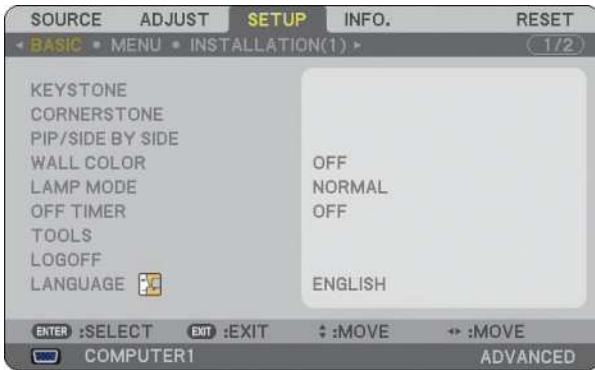 SOURCE ADJUST SETUP INFO. RESET
BASIC • MENU • INSTALLATION(1) 1/2
KEYSTONE
CORNERSTONE
PIP/SIDE BY SIDE
WALL COLOR OFF
LAMP MODE NORMAL
OFF TIMER OFF
TOOLS
LOGOFF
LANGUAGE ENGLISH
ENTER :SELECT EXIT :EXIT :MOVE :MOVE
COMPUTER1 ADVANCED